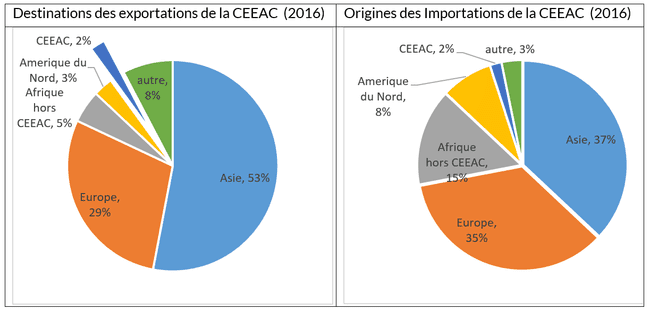 Destinations des exportations de la CEEAC (2016)
CEEAC, 2%
Amerique du
Nord, 3%
Afrique
hors
CEEAC, 5%
autre,
8%
Asie, 53%
Europe,
29%
Origines des Importations de la CEEAC (2016)
CEEAC, 2%
autre, 3%
Amerique
du Nord,
8%
Asie, 37%
Afrique
hors CEEAC,
15%
Europe,
35%